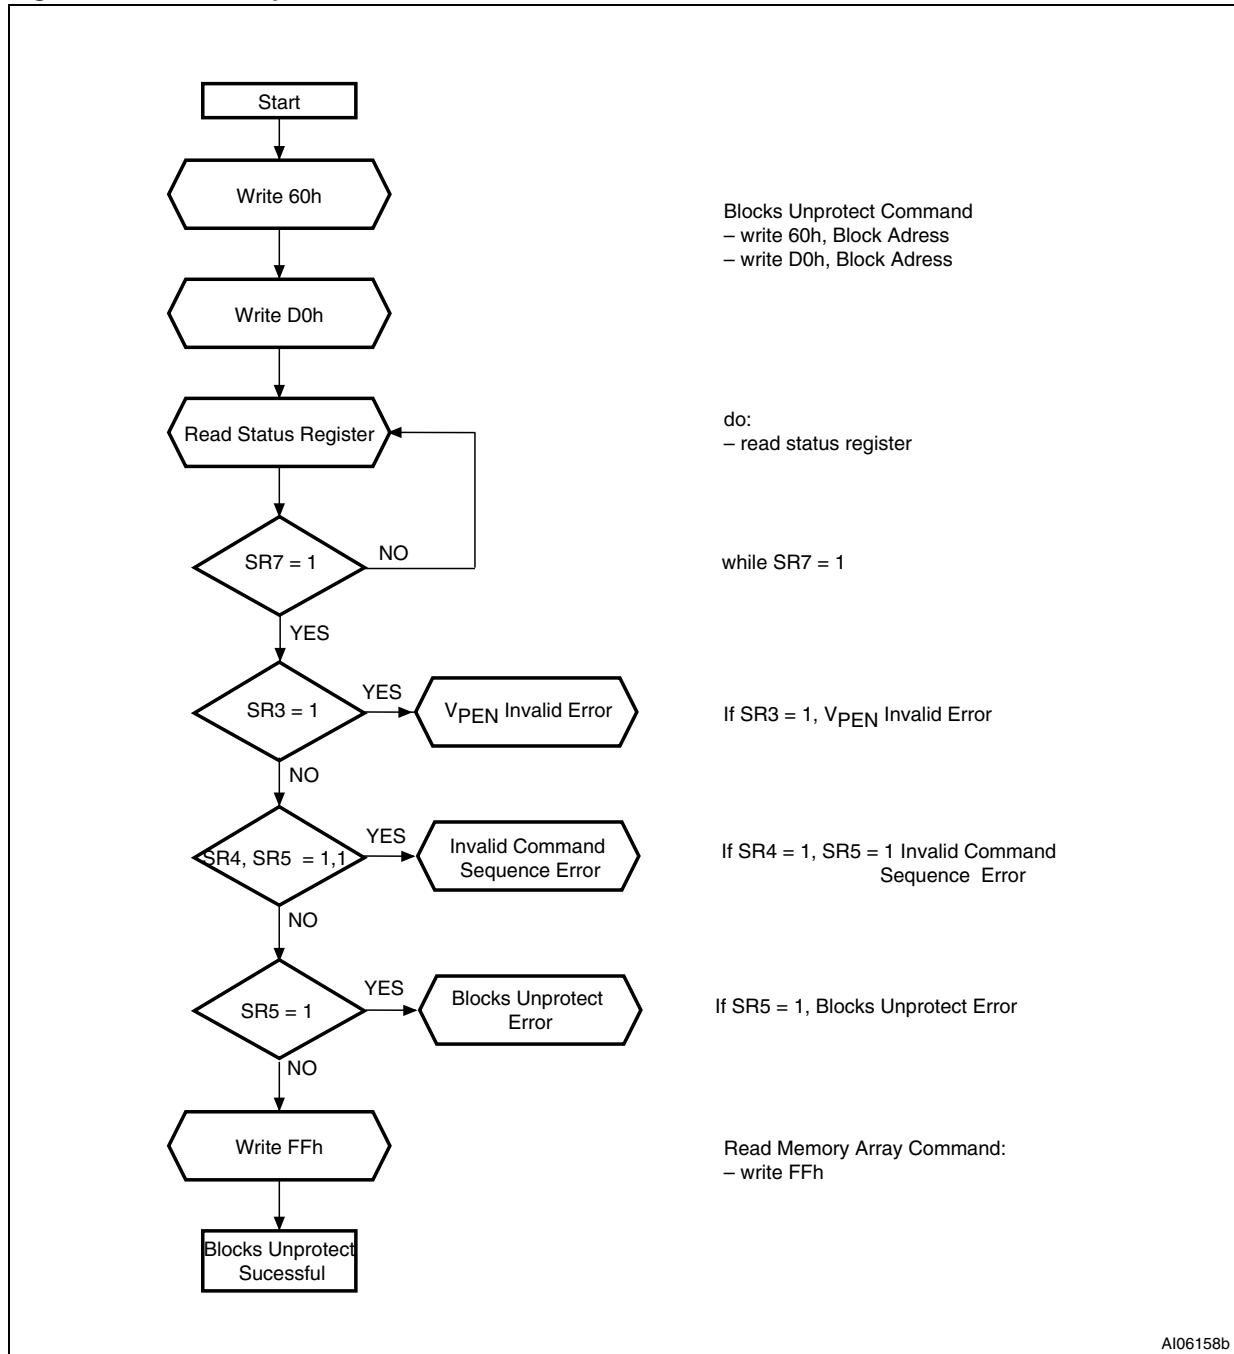 Start
Write 60h
Blocks Unprotect Command
– write 60h, Block Adress
– write D0h, Block Adress
Write D0h
Read Status Register
do:
– read status register
SR7 = 1
NO
while SR7 = 1
YES
SR3 = 1
YES
VPEN Invalid Error
If SR3 = 1, VPEN Invalid Error
NO
SR4, SR5 = 1,1
YES
Invalid Command
Sequence Error
If SR4 = 1, SR5 = 1 Invalid Command
Sequence Error
NO
SR5 = 1
YES
Blocks Unprotect
Error
If SR5 = 1, Blocks Unprotect Error
NO
Write FFh
Read Memory Array Command:
– write FFh
Blocks Unprotect
Sucessful
AI06158b